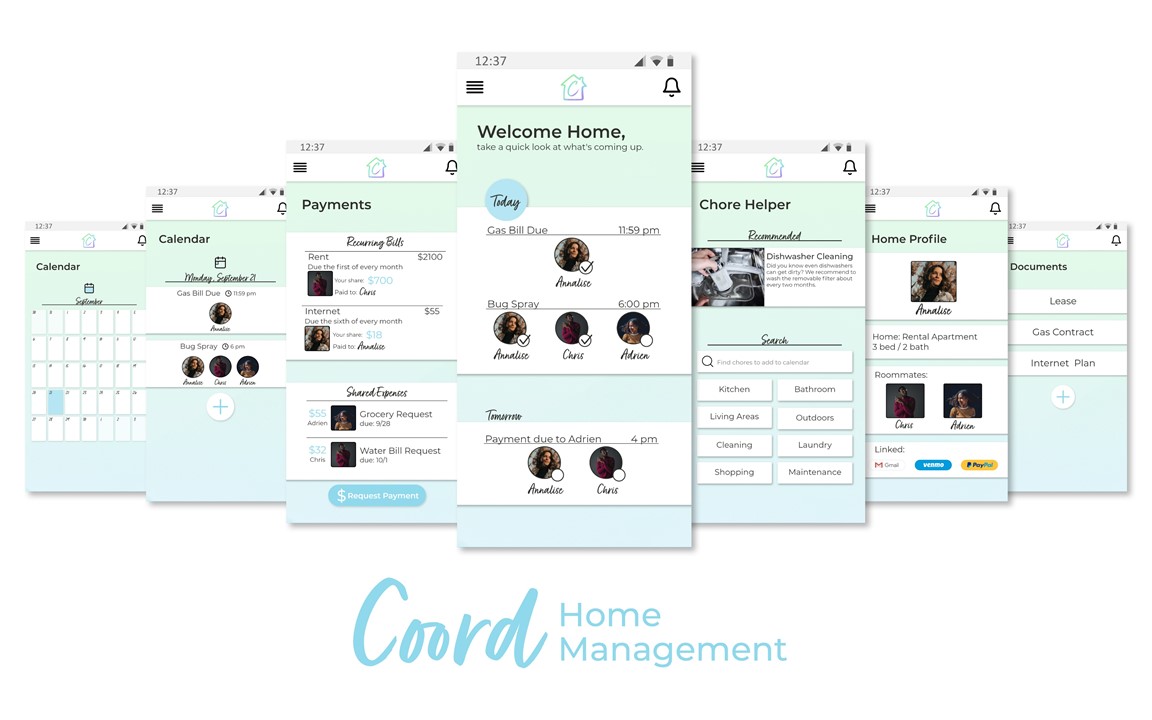 12:37
Calendar
September
12:37
Calendar
Monday, September 21
Gas Bill Due 11:59 pm
Annalise
Bug Spray 6 pm
Annalise Chris Adrien
12:37
Payments
Recurring Bills
Rent $2100
Due the first of every month
Your share: $700
Paid to: Chris
Internet $55
Due the sixth of every month
Your share: $18
Paid to: Annalise
Shared Expenses
$55 Grocery Request
Adrien due: 9/28
$32 Water Bill Request
Chris due: 10/1
$ Request Payment
12:37
C
Welcome Home,
take a quick look at what's coming up.
Today
Gas Bill Due 11:59 pm
Annalise
Bug Spray 6:00 pm
Annalise Chris Adrien
Tomorrow
Payment due to Adrien 4 pm
Annalise Chris
12:37
Chore Helper
Recommended
Dishwasher Cleaning
Did you know even dishwashers
can get dirty? We recommend to
wash the removable filter about
every two months.
Search
Find chores to add to calendar
Kitchen Bathroom
Living Areas Outdoors
Cleaning Laundry
Shopping Maintenance
12:37
Home Profile
Annalise
Home: Rental Apartment
3 bed / 2 bath
Roommates:
Chris Adrien
Linked:
Gmail venmo PayPal
12:37
Documents
Lease
Gas Contract
Internet Plan
Coord Home
Management